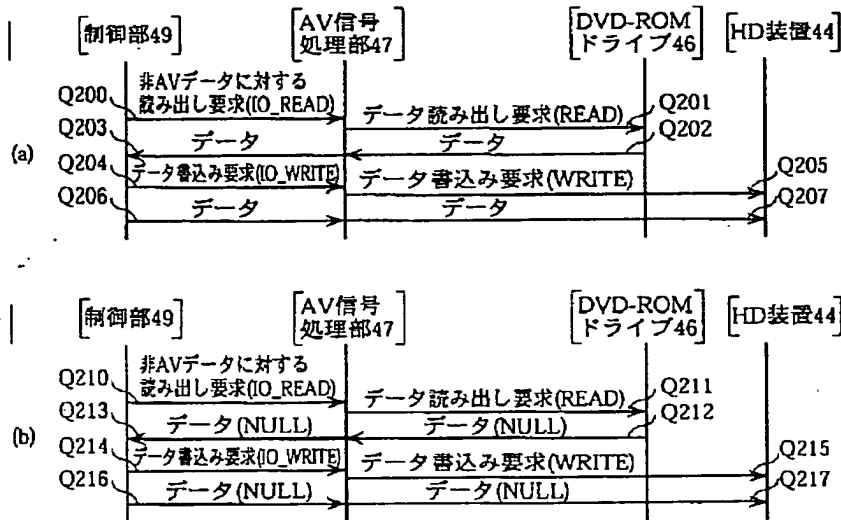 [制御部49]
[AV信号
処理部47]
[DVD-ROM
ドライブ46]
[HD装置44]
(a)
Q200
非AVデータに対する
読み出し要求(IO_READ)
データ読み出し要求(READ)
Q201
Q203
データ
データ
Q202
Q204
データ書込み要求(IO_WRITE)
データ書込み要求(WRITE)
Q205
Q206
データ
データ
Q207
[制御部49]
[AV信号
処理部47]
[DVD-ROM
ドライブ46]
[HD装置44]
(b)
Q210
非AVデータに対する
読み出し要求(IO_READ)
データ読み出し要求(READ)
Q211
Q213
データ(NULL)
データ(NULL)
Q212
Q214
データ書込み要求(IO_WRITE)
データ書込み要求(WRITE)
Q215
Q216
データ(NULL)
データ(NULL)
Q217